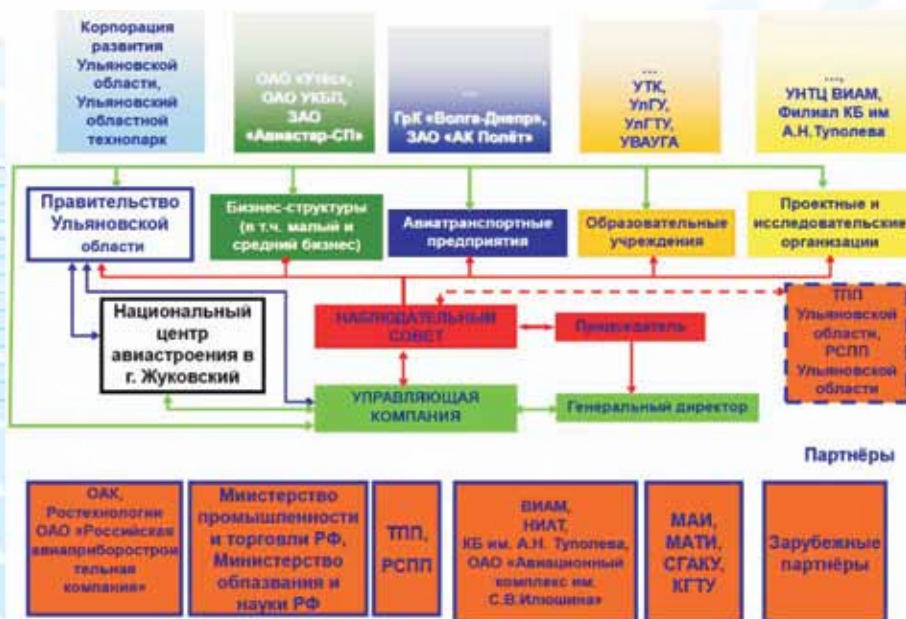 Корпорация
развития
Ульяновской
области,
Ульяновский
областной
технопарк
ОАО «Утёс»,
ОАО УКБП,
ЗАО
«Авиастар-СП»
...
ГрК «Волга-Днепр»,
ЗАО «АК Полёт»
...
УТК,
УлГУ,
УлГТУ,
УВАУГА
...,
УНТЦ ВИАМ,
Филиал КБ им
А.Н.Туполева
Правительство
Ульяновской
области
Бизнес-структуры
(в т.ч. малый и
средний бизнес)
Авиатранспортные
предприятия
Образовательные
учреждения
Проектные и
исследовательские
организации
Национальный
центр
авиастроения в
г. Жуковский
НАБЛЮДАТЕЛЬНЫЙ
СОВЕТ
Председатель
ТПП
Ульяновской
области,
РСПП
Ульяновской
области
УПРАВЛЯЮЩАЯ
КОМПАНИЯ
Генеральный директор
Партнёры
ОАК,
Ростехнологии
ОАО «Российская
авиаприборострои
тельная
компания»
Миистерство
промышленности
и торговли РФ,
Министерство
облазвания и
науки РФ
ТПП,
РСПП
ВИАМ,
НИАТ,
КБ им. А.Н. Туполева,
ОАО «Авиационный
комплекс им.
С.В.Илюшина»
МАИ,
МАТИ,
СГАКУ,
КГТУ
Зарубежные
партнёры